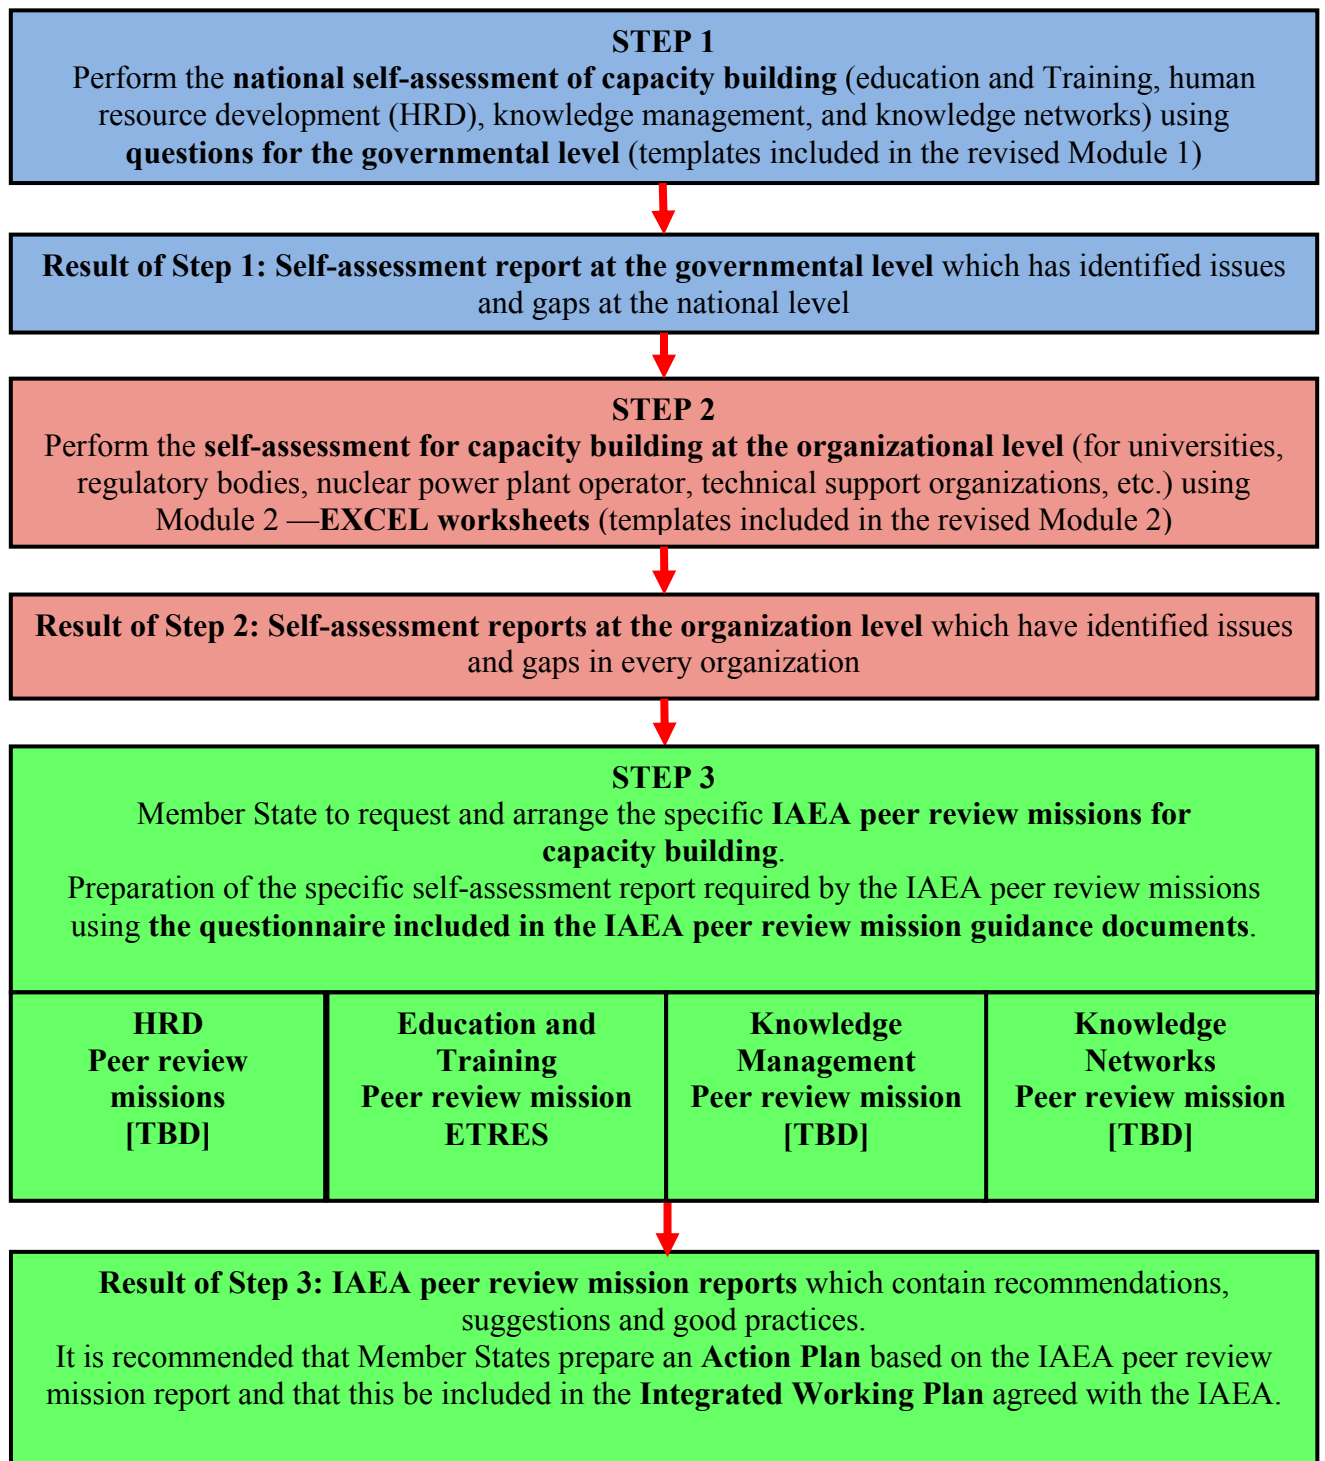 STEP 1
Perform the national self-assessment of capacity building (education and Training, human
resource development (HRD), knowledge management, and knowledge networks) using
questions for the governmental level (templates included in the revised Module 1)
Result of Step 1: Self-assessment report at the governmental level which has identified issues
and gaps at the national level
STEP 2
Perform the self-assessment for capacity building at the organizational level (for universities,
regulatory bodies, nuclear power plant operator, technical support organizations, etc.) using
Module 2 —EXCEL worksheets (templates included in the revised Module 2)
Result of Step 2: Self-assessment reports at the organization level which have identified issues
and gaps in every organization
STEP 3
Member State to request and arrange the specific IAEA peer review missions for
capacity building.
Preparation of the specific self-assessment report required by the IAEA peer review missions
using the questionnaire included in the IAEA peer review mission guidance documents.
HRD
Peer review
missions
[TBD]
Education and
Training
Peer review mission
ETRES
Knowledge
Management
Peer review mission
[TBD]
Knowledge
Networks
Peer review mission
[TBD]
Result of Step 3: IAEA peer review mission reports which contain recommendations,
suggestions and good practices.
It is recommended that Member States prepare an Action Plan based on the IAEA peer review
mission report and that this be included in the Integrated Working Plan agreed with the IAEA.